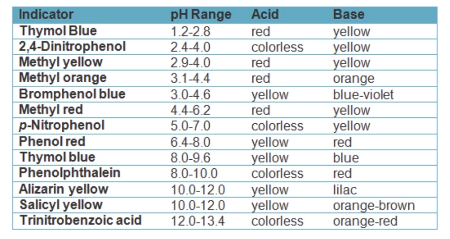 Indicator pH Range Acid Base
Thymol Blue 1.2-2.8 red yellow
2,4-Dinitrophenol 2.4-4.0 colorless yellow
Methyl yellow 2.9-4.0 red yellow
Methyl orange 3.1-4.4 red orange
Bromphenol blue 3.0-4.6 yellow blue-violet
Methyl red 4.4-6.2 red yellow
p-Nitrophenol 5.0-7.0 colorless yellow
Phenol red 6.4-8.0 yellow red
Thymol blue 8.0-9.6 yellow blue
Phenolphthalein 8.0-10.0 colorless red
Alizarin yellow 10.0-12.0 yellow lilac
Salicyl yellow 10.0-12.0 yellow orange-brown
Trinitrobenzoic acid 12.0-13.4 colorless orange-red